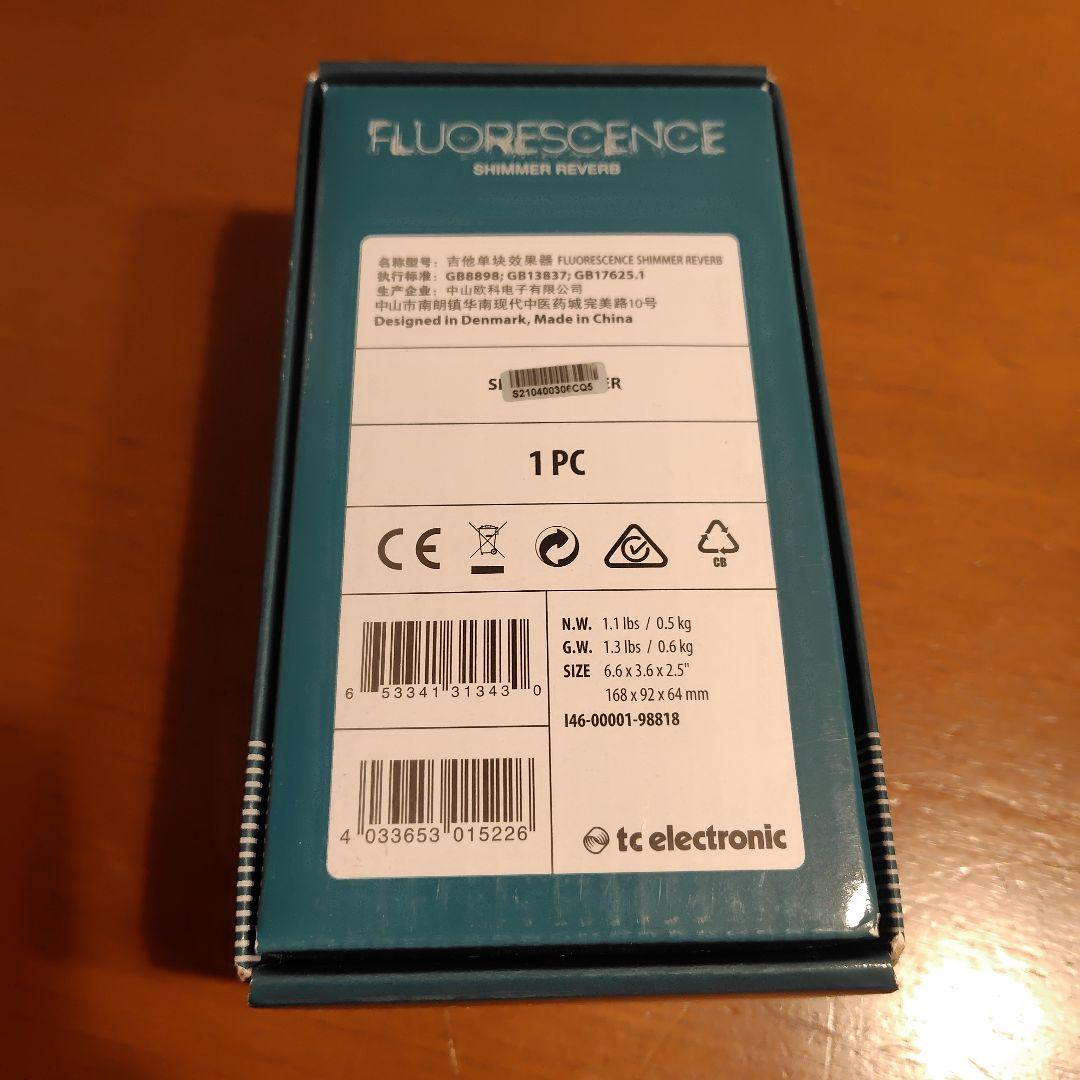 FLUORESCENCE
SHIMMER REVERB
名称型号：吉他单块效果器 FLUORESCENCE SHIMMER REVERB
执行标准：GB8898; GB13837; GB17625.1
生产企业：中山欧科电子有限公司
中山市南朗镇华南现代中医药城完美路10号
Designed in Denmark, Made in China
S210400306CQ5
1 PC
CE
CB
6 53341 31343 0
4 033653 015226
N.W. 1.1 lbs / 0.5 kg
G.W. 1.3 lbs / 0.6 kg
SIZE 6.6 x 3.6 x 2.5"
168 x 92 x 64 mm
I46-00001-98818
tc electronic